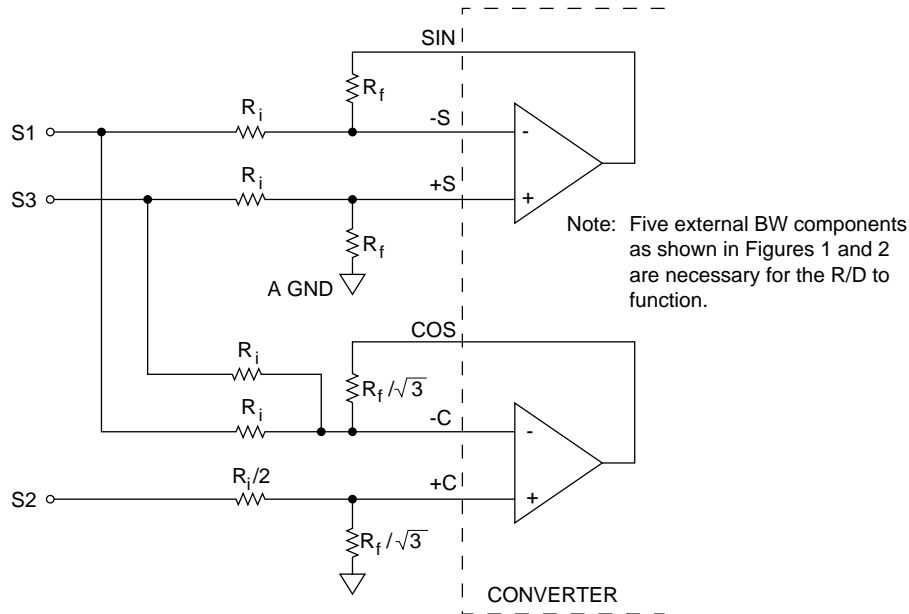 SIN
R_f
R_i
-S
S1
-
R_i
+S
S3
+
R_f
A GND
Note: Five external BW components
as shown in Figures 1 and 2
are necessary for the R/D to
function.
COS
R_i
R_f/√3
R_i
-C
-
R_i/2
+C
S2
+
R_f/√3
CONVERTER